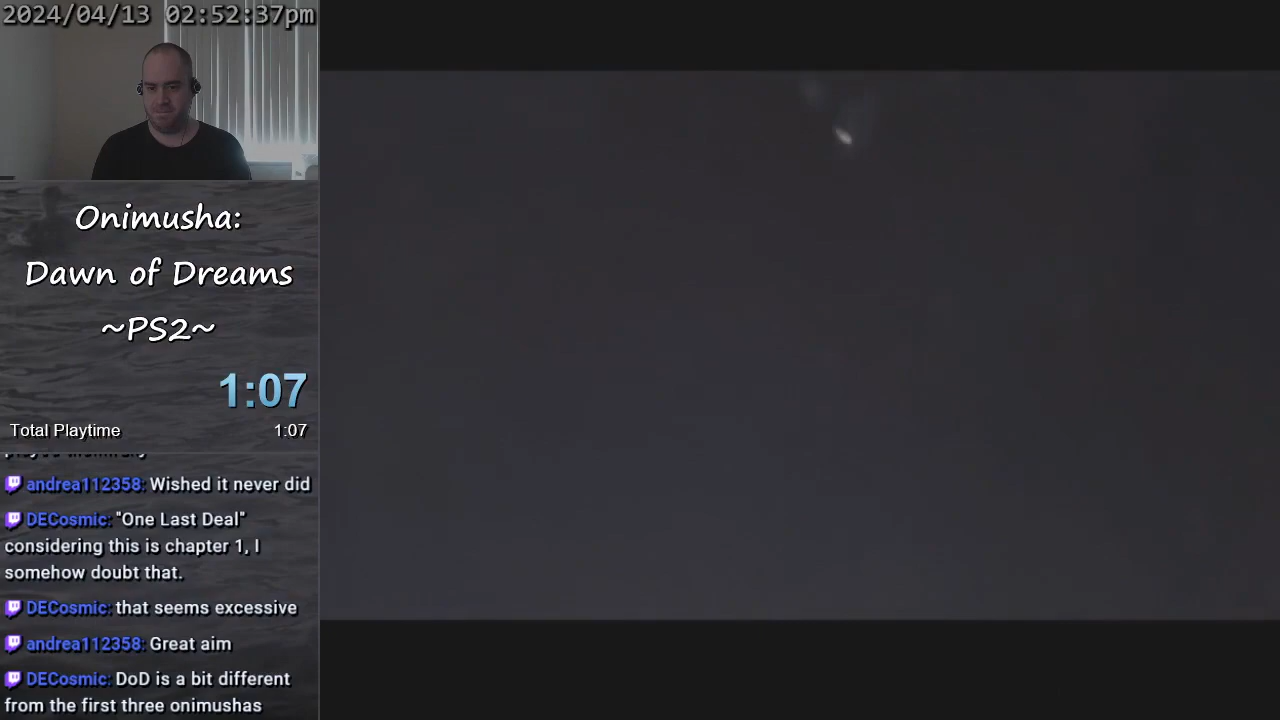 2024/04/13 02:52:37pm
Onimusha:
Dawn of Dreams
~PS2~
1:07
Total Playtime 1:07
andrea112358: Wished it never did
DECosmic: "One Last Deal"
considering this is chapter 1, I
somehow doubt that.
DECosmic: that seems excessive
andrea112358: Great aim
DECosmic: DoD is a bit different
from the first three onimushas